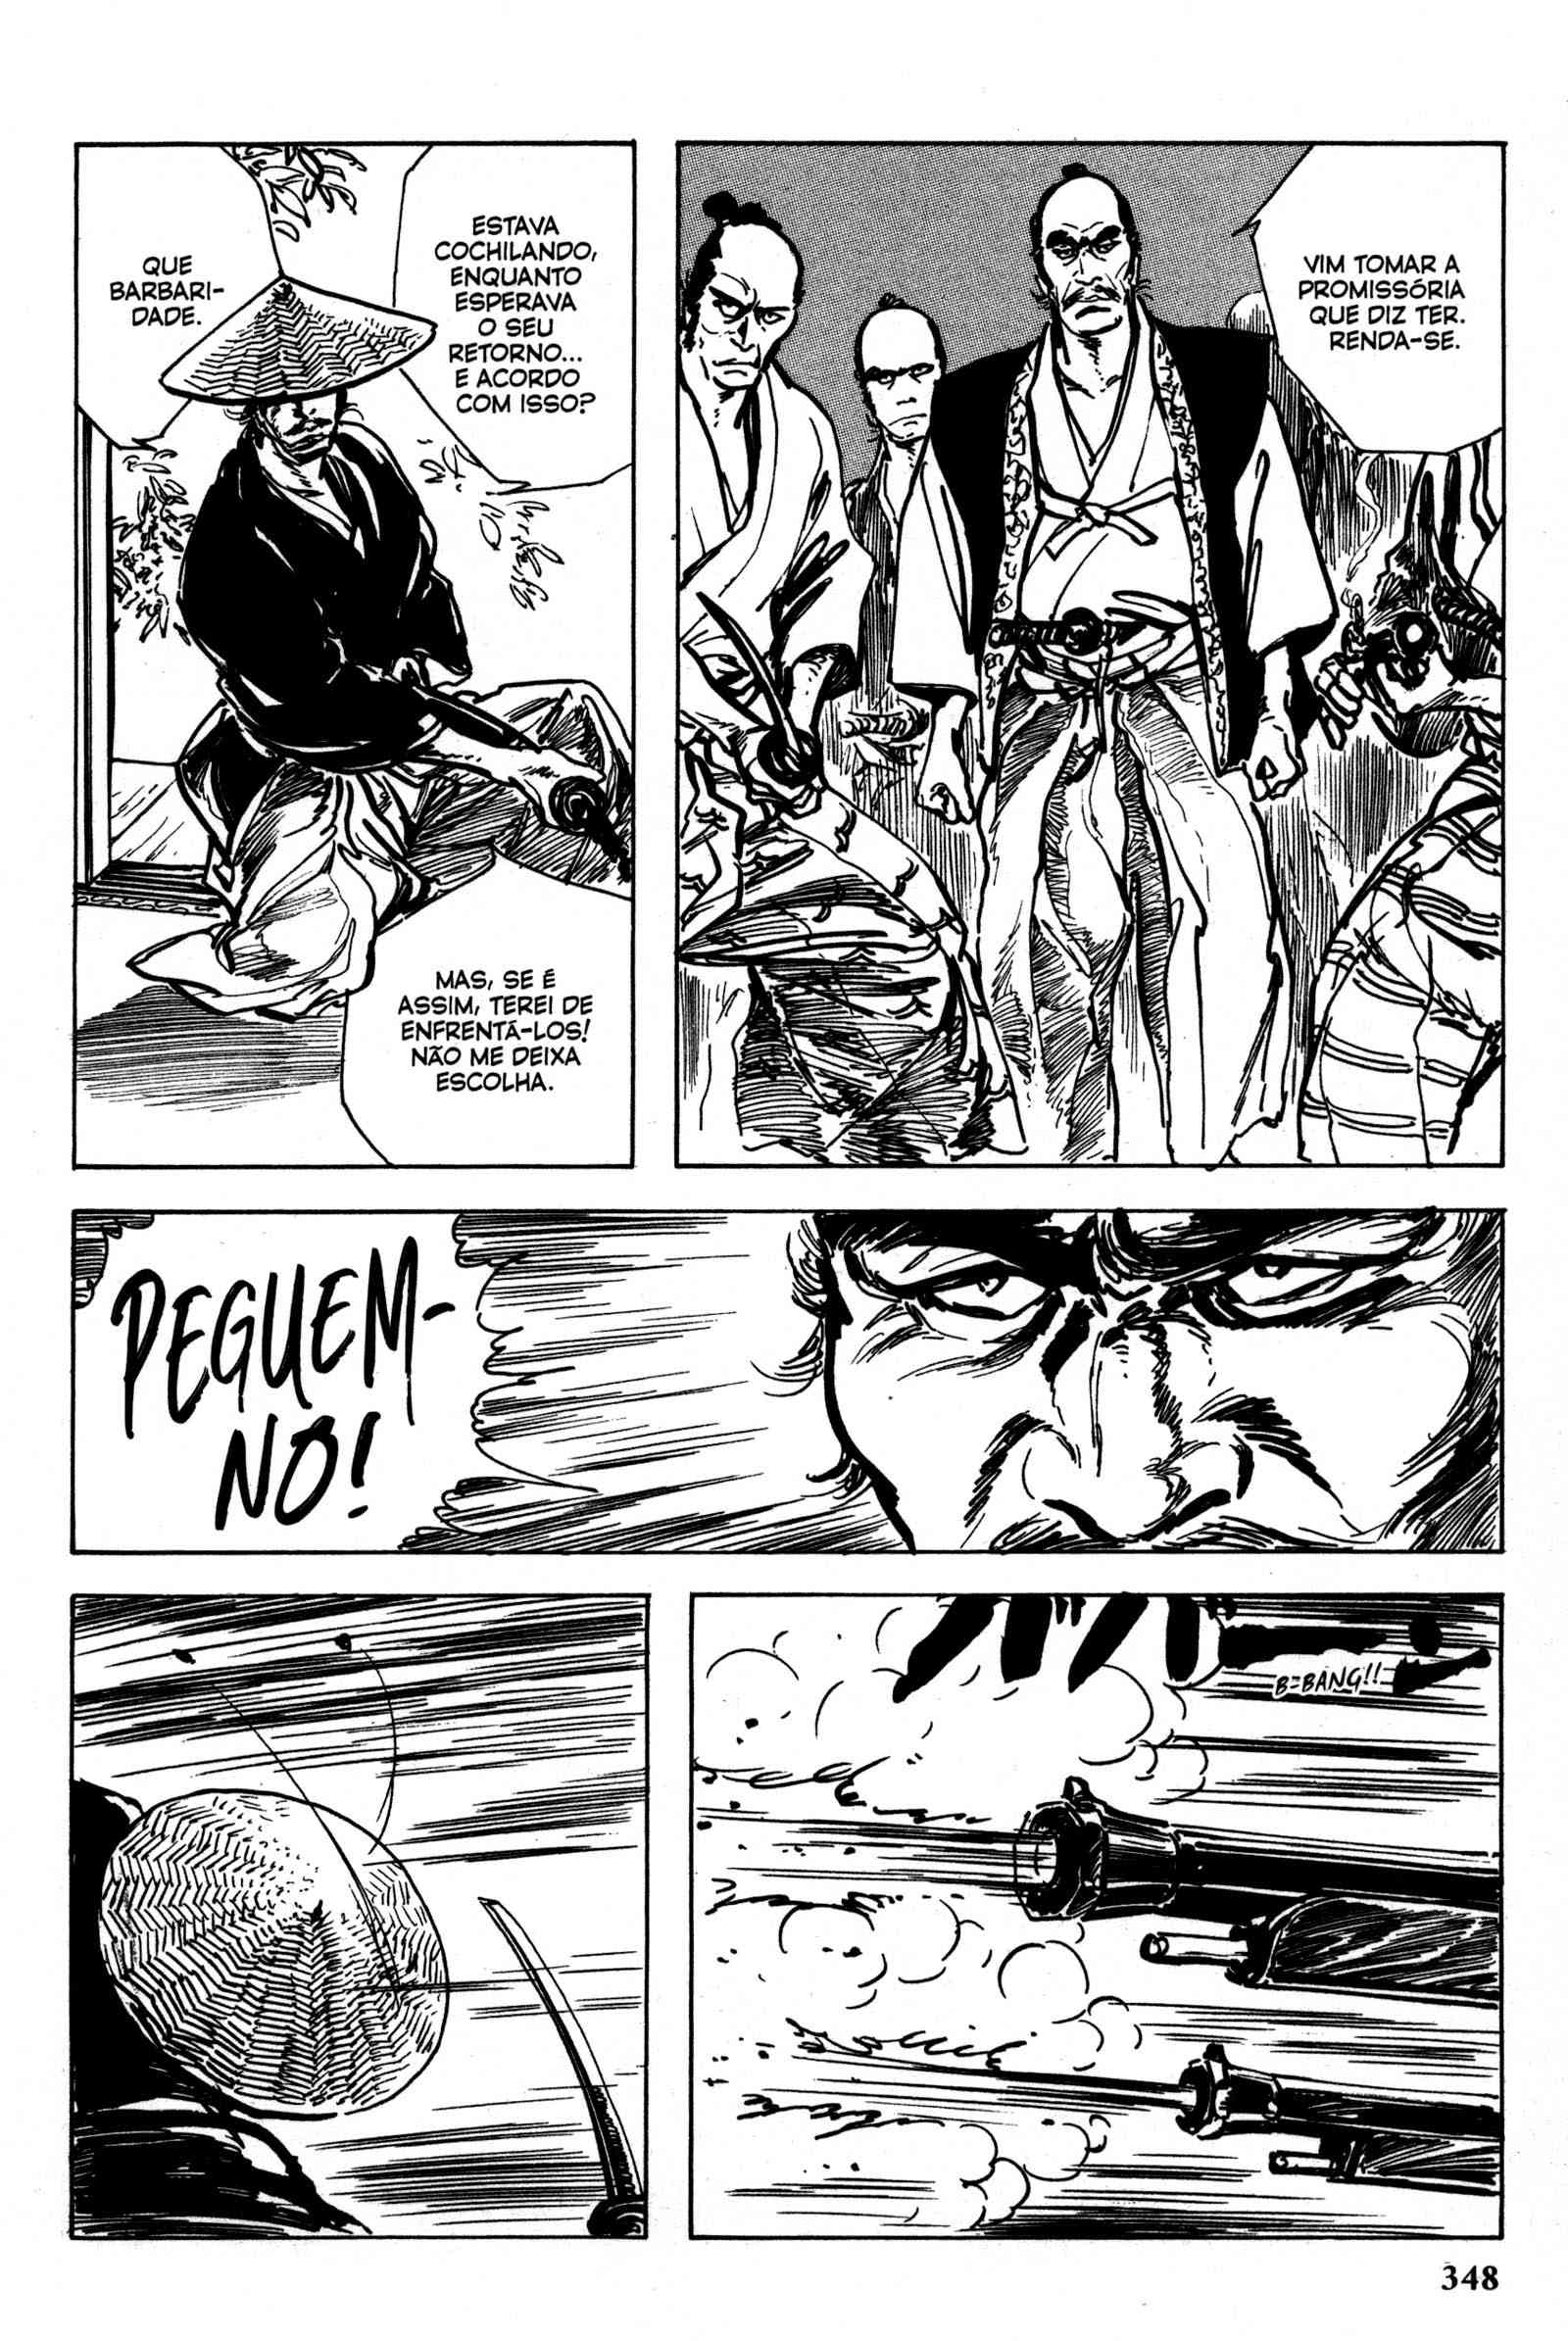 VIM TOMAR A
PROMISSÓRIA
QUE DIZ TER.
RENDA-SE.
ESTAVA
COCHILANDO,
ENQUANTO
ESPERAVA
O SEU
RETORNO...
E ACORDO
COM ISSO?
QUE
BARBARI-
DADE.
MAS, SE É
ASSIM, TEREI DE
ENFRENTÁ-LOS!
NÃO ME DEIXA
ESCOLHA.
PEGUEM-
NO!
B-BANG!!
348